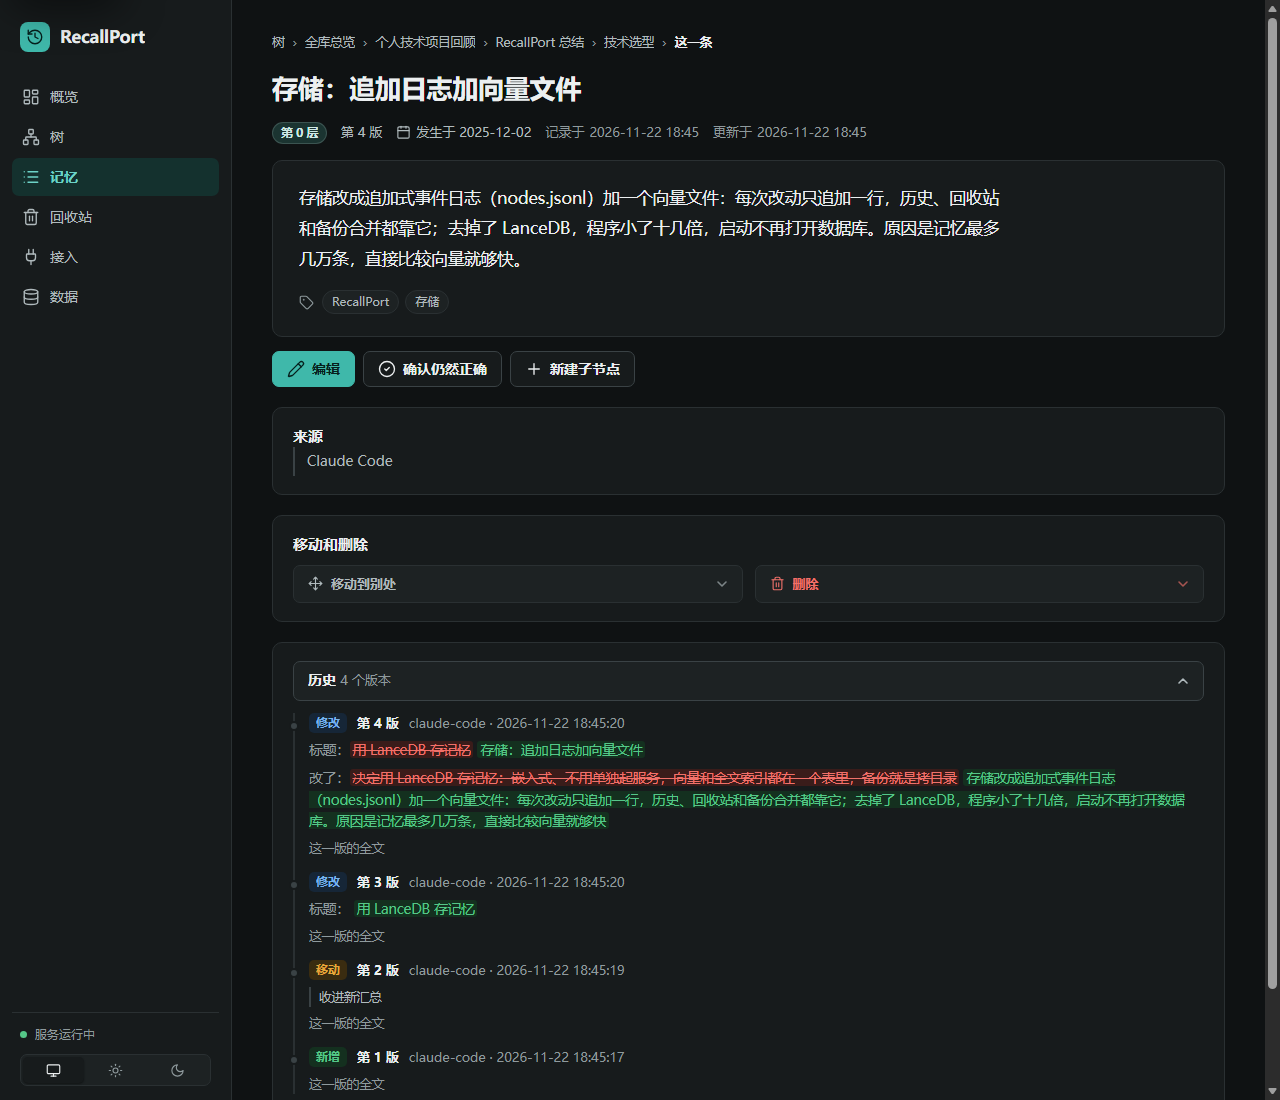 RecallPort
概览
树
记忆
回收站
接入
数据
服务运行中
树 › 全库总览 › 个人技术项目回顾 › RecallPort 总结 › 技术选型 › 这一条
存储：追加日志加向量文件
第 0 层 第 4 版 发生于 2025-12-02 记录于 2026-11-22 18:45 更新于 2026-11-22 18:45
存储改成追加式事件日志（nodes.jsonl）加一个向量文件：每次改动只追加一行，历史、回收站
和备份合并都靠它；去掉了 LanceDB，程序小了十几倍，启动不再打开数据库。原因是记忆最多
几万条，直接比较向量就够快。
RecallPort 存储
编辑 确认仍然正确 新建子节点
来源
Claude Code
移动和删除
移动到别处 删除
历史 4 个版本
修改 第 4 版 claude-code · 2026-11-22 18:45:20
标题： 用 LanceDB 存记忆 存储：追加日志加向量文件
改了： 决定用 LanceDB 存记忆：嵌入式、不用单独起服务，向量和全文索引都在一个表里，备份就是拷目录 存储改成追加式事件日志
（nodes.jsonl）加一个向量文件：每次改动只追加一行，历史、回收站和备份合并都靠它；去掉了 LanceDB，程序小了十几倍，启动不再打开数据
库。原因是记忆最多几万条，直接比较向量就够快
这一版的全文
修改 第 3 版 claude-code · 2026-11-22 18:45:20
标题： 用 LanceDB 存记忆
这一版的全文
移动 第 2 版 claude-code · 2026-11-22 18:45:19
收进新汇总
这一版的全文
新增 第 1 版 claude-code · 2026-11-22 18:45:17
这一版的全文